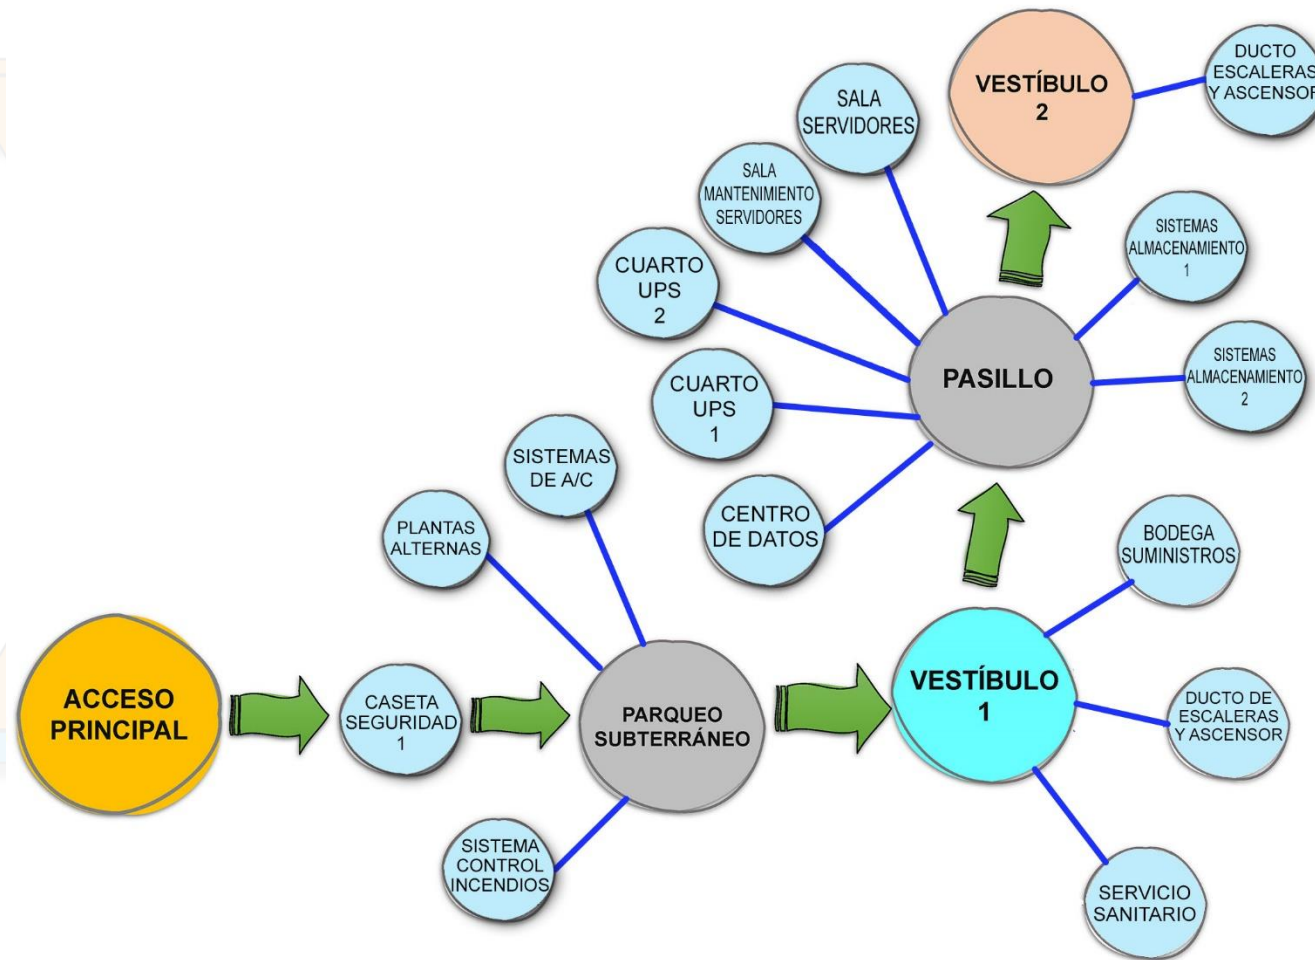 VESTÍBULO
2
DUCTO
ESCALERAS
Y ASCENSOR
SALA
SERVIDORES
SALA
MANTENIMIENTO
SERVIDORES
CUARTO
UPS
2
SISTEMAS
ALMACENAMIENTO
1
PASILLO
SISTEMAS
ALMACENAMIENTO
2
CUARTO
UPS
1
SISTEMAS
DE A/C
CENTRO
DE DATOS
PLANTAS
ALTERNAS
BODEGA
SUMINISTROS
ACCESO
PRINCIPAL
CASETA
SEGURIDAD
1
PARQUEO
SUBTERRÁNEO
VESTÍBULO
1
DUCTO DE
ESCALERAS
Y ASCENSOR
SISTEMA
CONTROL
INCENDIOS
SERVICIO
SANITARIO